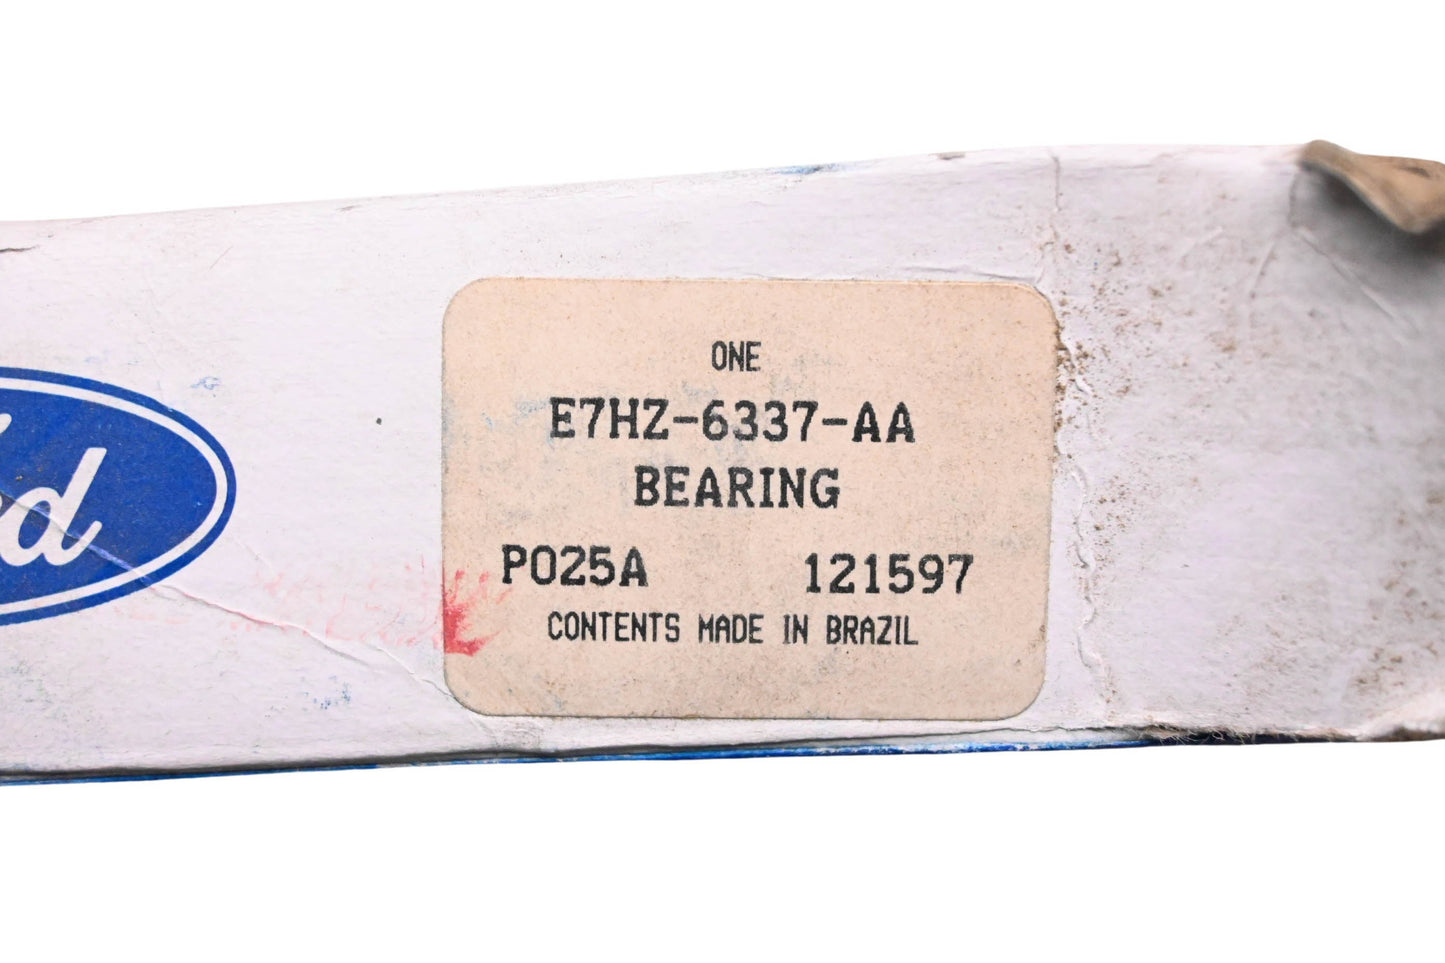 ONE
E7HZ-6337-AA
BEARING
P025A 121597
CONTENTS MADE IN BRAZIL